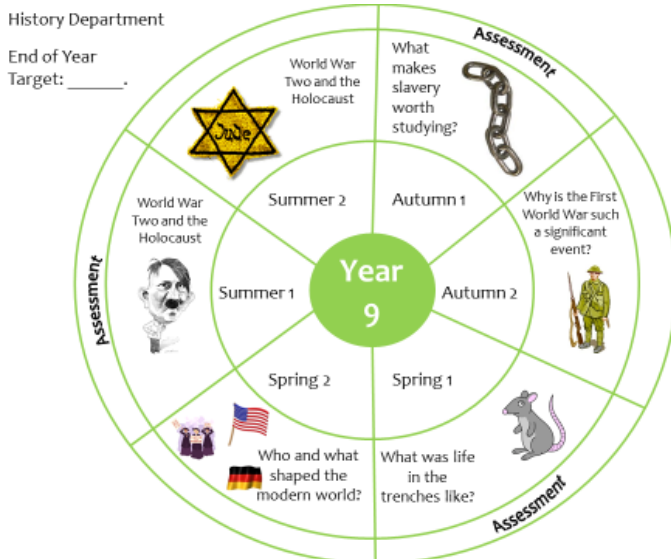 History Department
End of Year
Target: ______.
Assessment
What
makes
slavery
worth
studying?
Autumn 1
Why is the First
World War such
a significant
event?
Autumn 2
Assessment
What was life
in the
trenches like?
Spring 1
Who and what
shaped the
modern world?
Spring 2
Assessment
World War
Two and the
Holocaust
Summer 1
World War
Two and the
Holocaust
Jude
Summer 2
Year
9